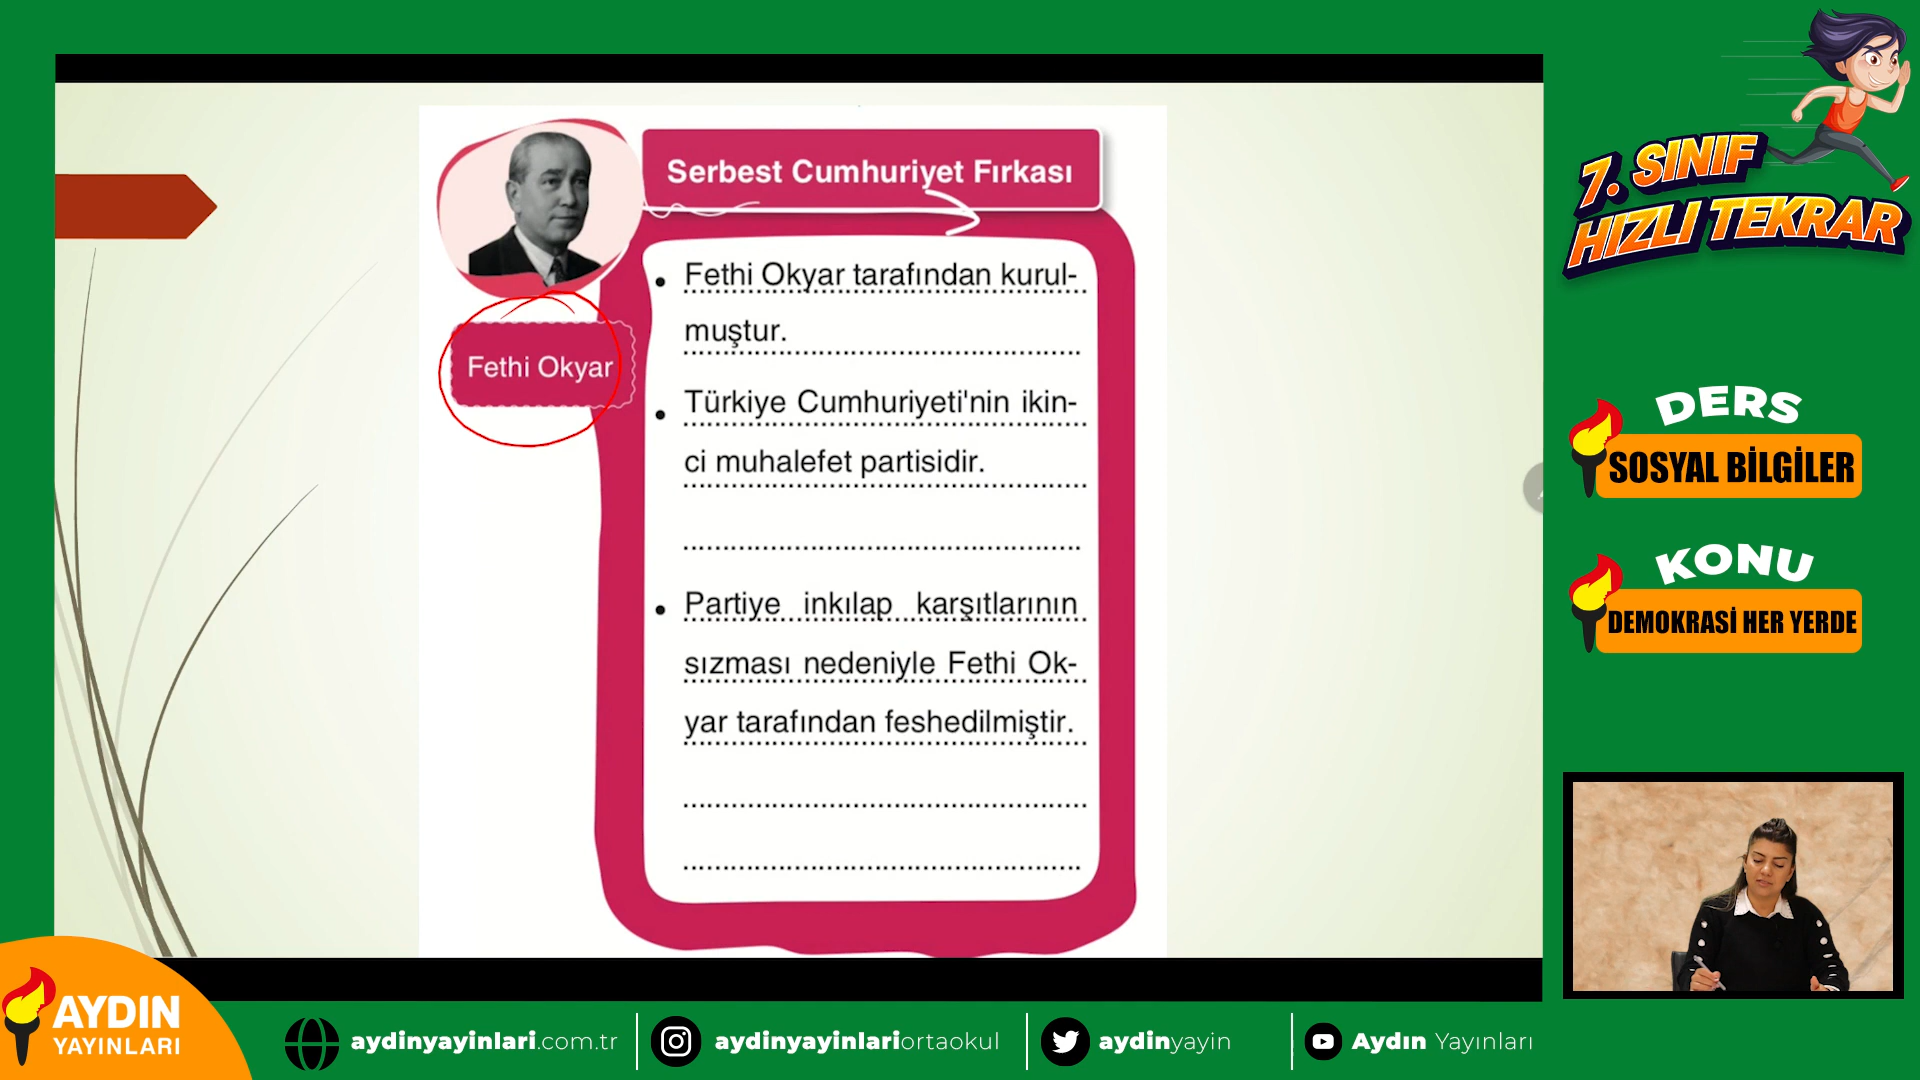 Serbest Cumhuriyet Fırkası
Fethi Okyar
• Fethi Okyar tarafından kurul-
muştur.
• Türkiye Cumhuriyeti'nin ikin-
ci muhalefet partisidir.
• Partiye inkılap karşıtlarının
sızması nedeniyle Fethi Ok-
yar tarafından feshedilmiştir.
7. SINIF
HIZLI TEKRAR
DERS
SOSYAL BİLGİLER
KONU
DEMOKRASİ HER YERDE
AYDIN
YAYINLARI
aydinyayinlari.com.tr
aydinyayinlariortaokul
aydinyayin
Aydın Yayınları